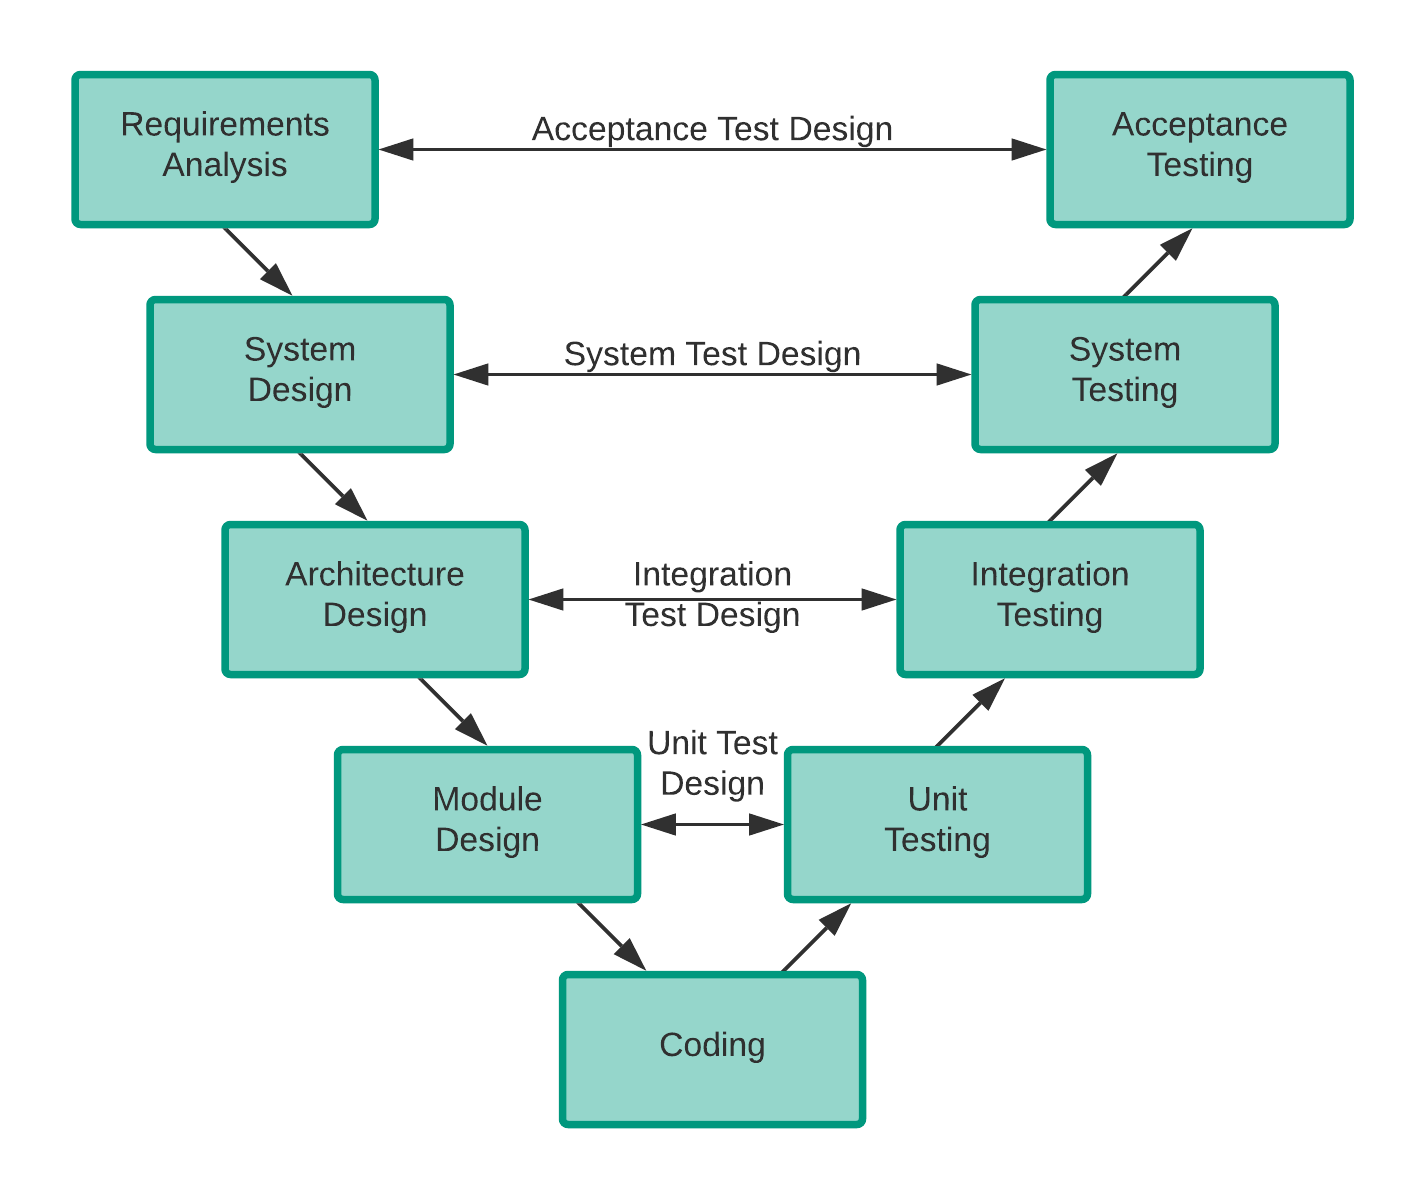 Requirements
Analysis
Acceptance Test Design
Acceptance
Testing
System
Design
System Test Design
System
Testing
Architecture
Design
Integration
Test Design
Integration
Testing
Module
Design
Unit Test
Design
Unit
Testing
Coding